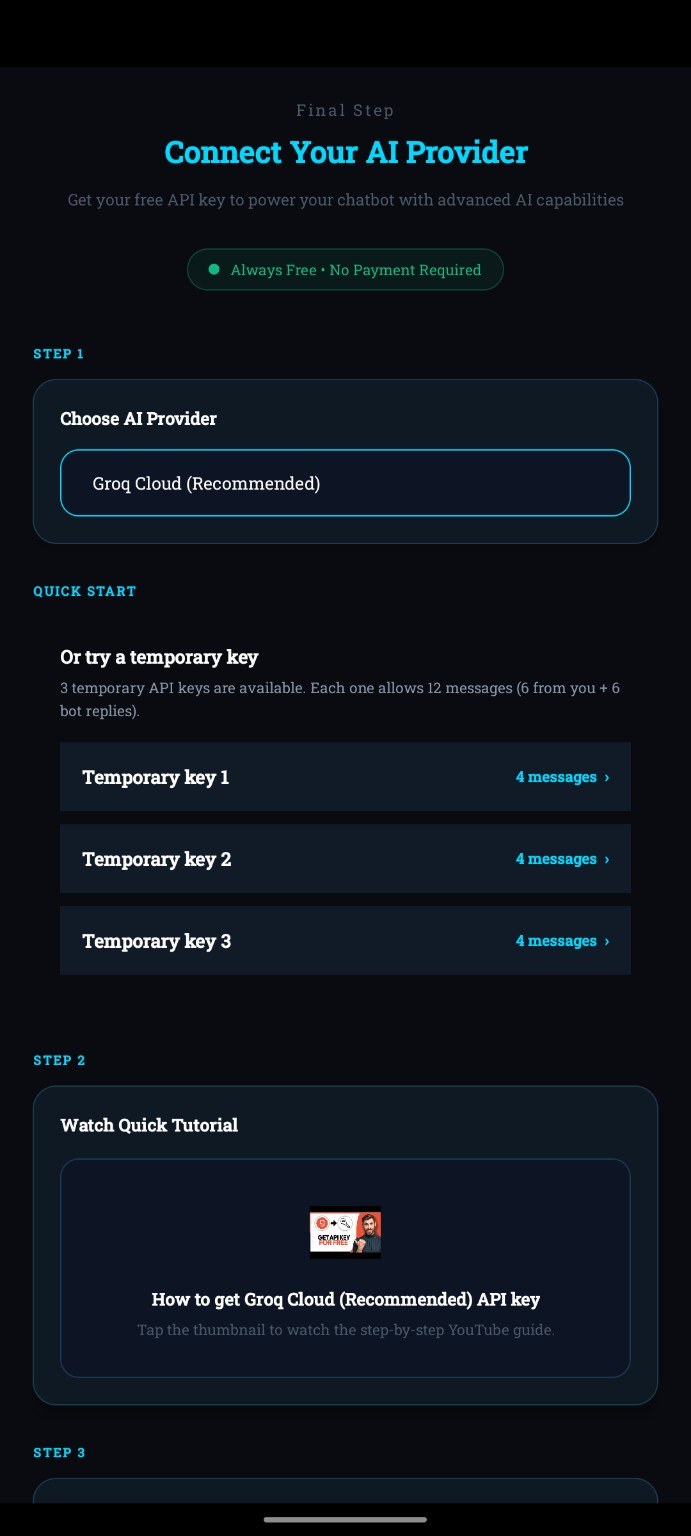 Final Step
Connect Your AI Provider
Get your free API key to power your chatbot with advanced AI capabilities
Always Free • No Payment Required
STEP 1
Choose AI Provider
Groq Cloud (Recommended)
QUICK START
Or try a temporary key
3 temporary API keys are available. Each one allows 12 messages (6 from you + 6
bot replies).
Temporary key 1 4 messages ›
Temporary key 2 4 messages ›
Temporary key 3 4 messages ›
STEP 2
Watch Quick Tutorial
GET API KEY
FOR FREE
How to get Groq Cloud (Recommended) API key
Tap the thumbnail to watch the step-by-step YouTube guide.
STEP 3